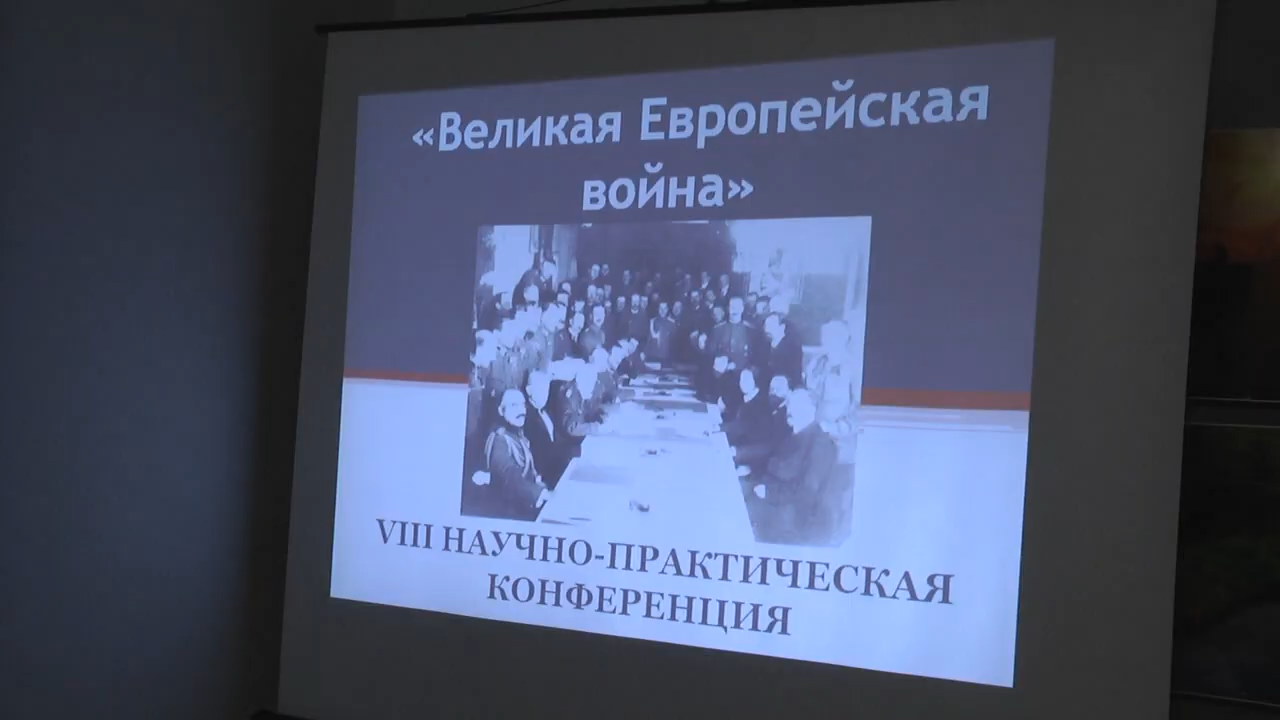 «Великая Европейская
война»
VIII НАУЧНО-ПРАКТИЧЕСКАЯ
КОНФЕРЕНЦИЯ